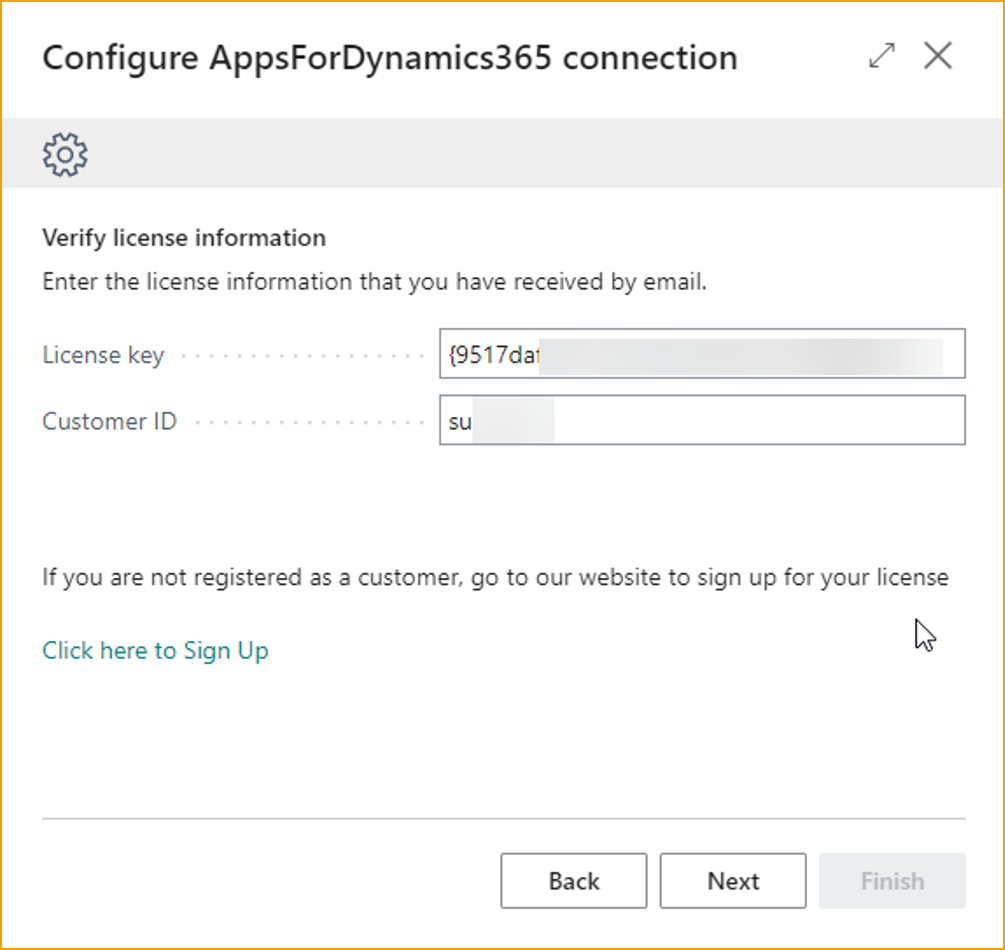 Configure AppsForDynamics365 connection
Verify license information
Enter the license information that you have received by email.
License key {9517da
Customer ID su
If you are not registered as a customer, go to our website to sign up for your license
Click here to Sign Up
Back Next Finish